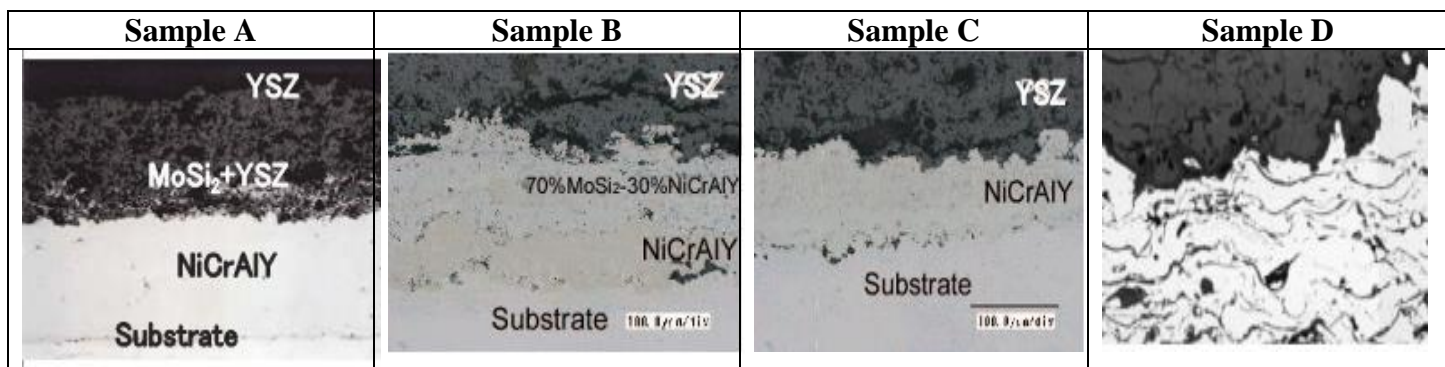 Sample A
Sample B
Sample C
Sample D
YSZ
MoSi₂+YSZ
NiCrAlY
Substrate
YSZ
70%MoSi₂-30%NiCrAlY
NiCrAlY
Substrate
YSZ
NiCrAlY
Substrate